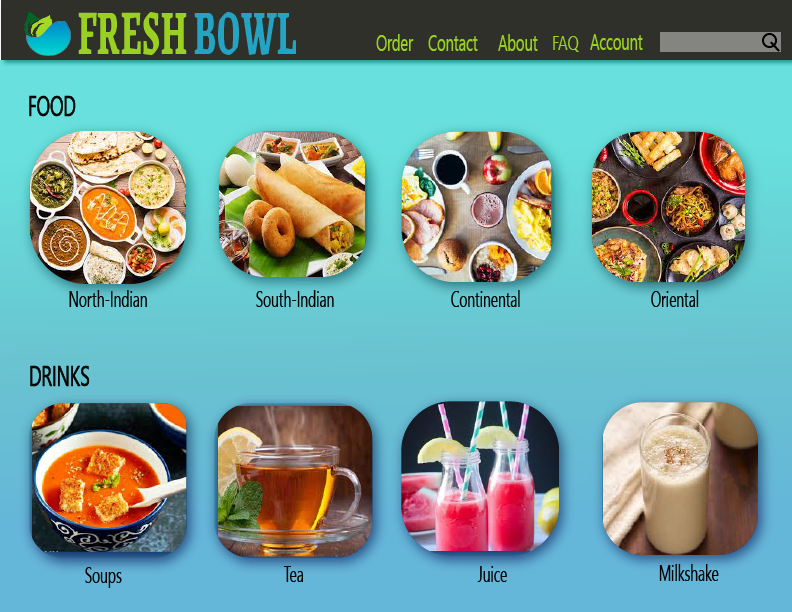 FRESH BOWL
Order Contact About FAQ Account
FOOD
North-Indian South-Indian Continental Oriental
DRINKS
Soups Tea Juice Milkshake